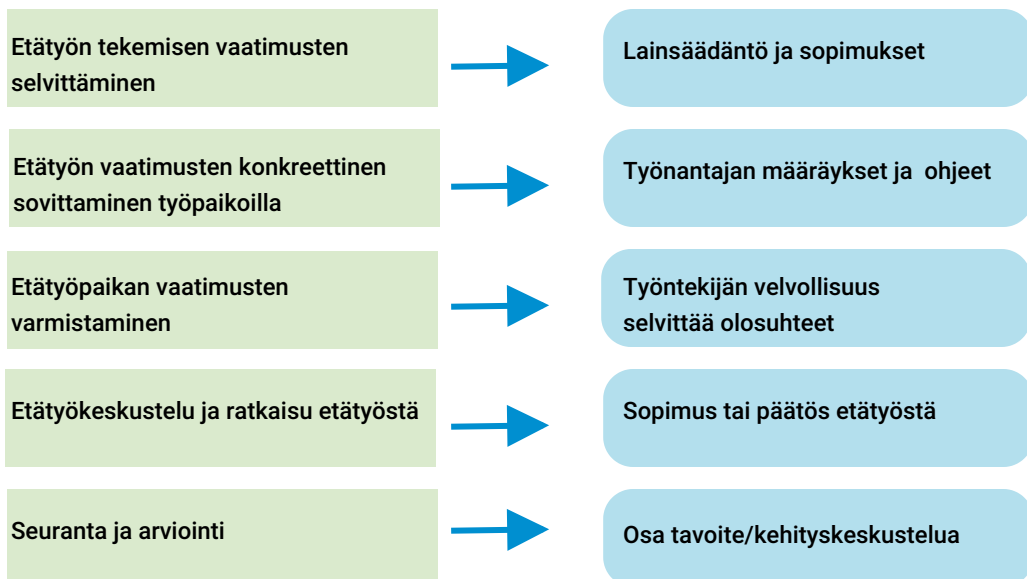 Etätyön tekemisen vaatimusten
selvittäminen
Lainsäädäntö ja sopimukset
Etätyön vaatimusten konkreettinen
sovittaminen työpaikoilla
Työnantajan määräykset ja ohjeet
Etätyöpaikan vaatimusten
varmistaminen
Työntekijän velvollisuus
selvittää olosuhteet
Etätyökeskustelu ja ratkaisu etätyöstä
Sopimus tai päätös etätyöstä
Seuranta ja arviointi
Osa tavoite/kehityskeskustelua